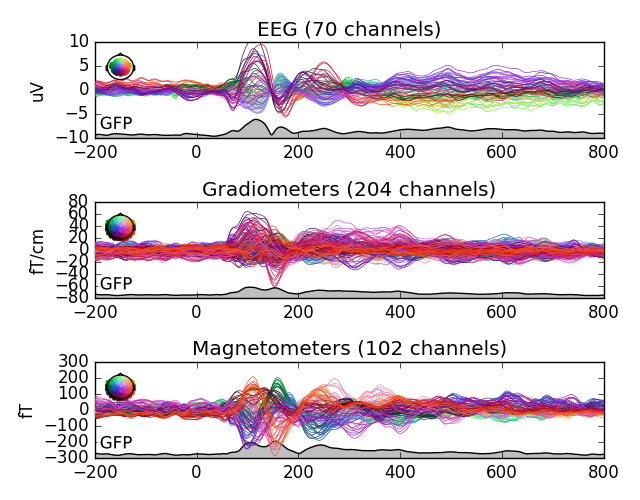 EEG (70 channels)
10
5
0
−5
−10
uV
GFP
−200 0 200 400 600 800
Gradiometers (204 channels)
80
60
40
20
0
−20
−40
−60
−80
fT/cm
GFP
−200 0 200 400 600 800
Magnetometers (102 channels)
300
200
100
0
−100
−200
−300
fT
GFP
−200 0 200 400 600 800